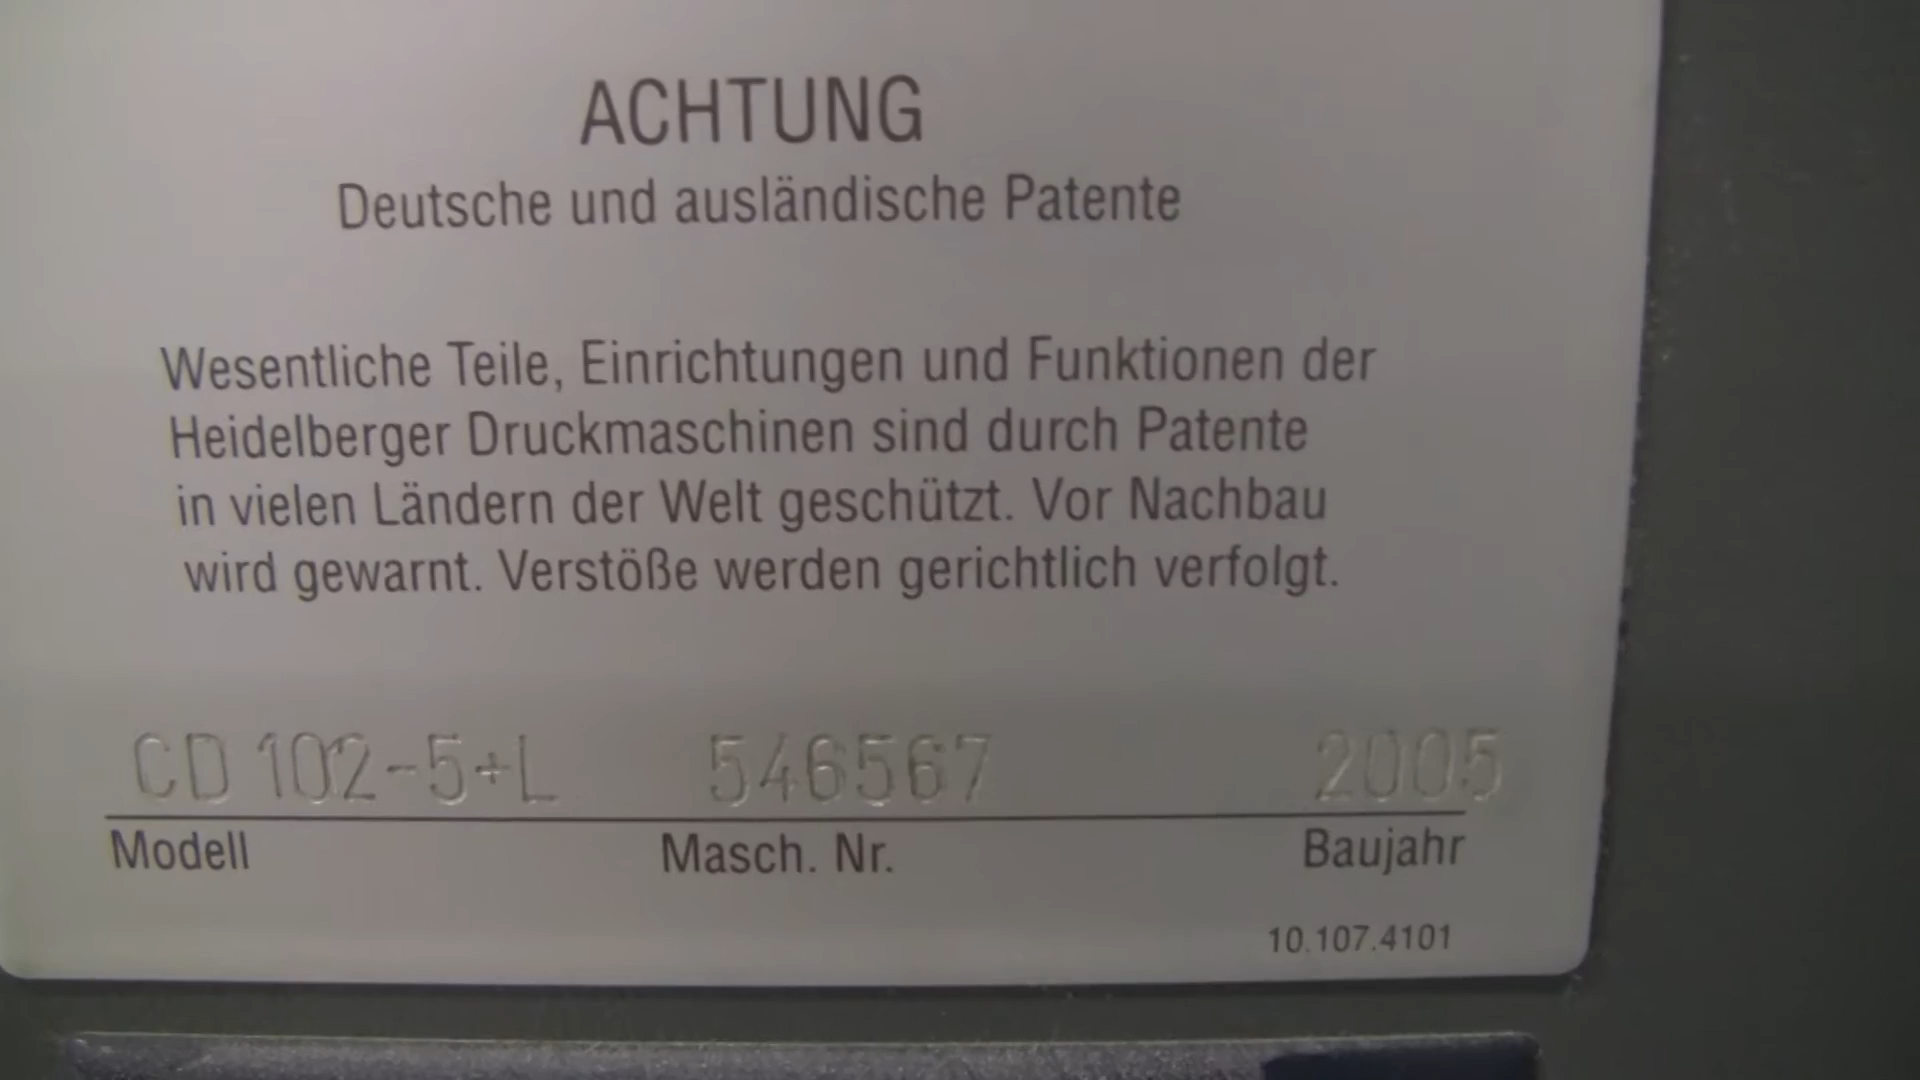 ACHTUNG
Deutsche und ausländische Patente
Wesentliche Teile, Einrichtungen und Funktionen der
Heidelberger Druckmaschinen sind durch Patente
in vielen Ländern der Welt geschützt. Vor Nachbau
wird gewarnt. Verstöße werden gerichtlich verfolgt.
CD 102-5+L 546567 2005
Modell Masch. Nr. Baujahr
10.107.4101